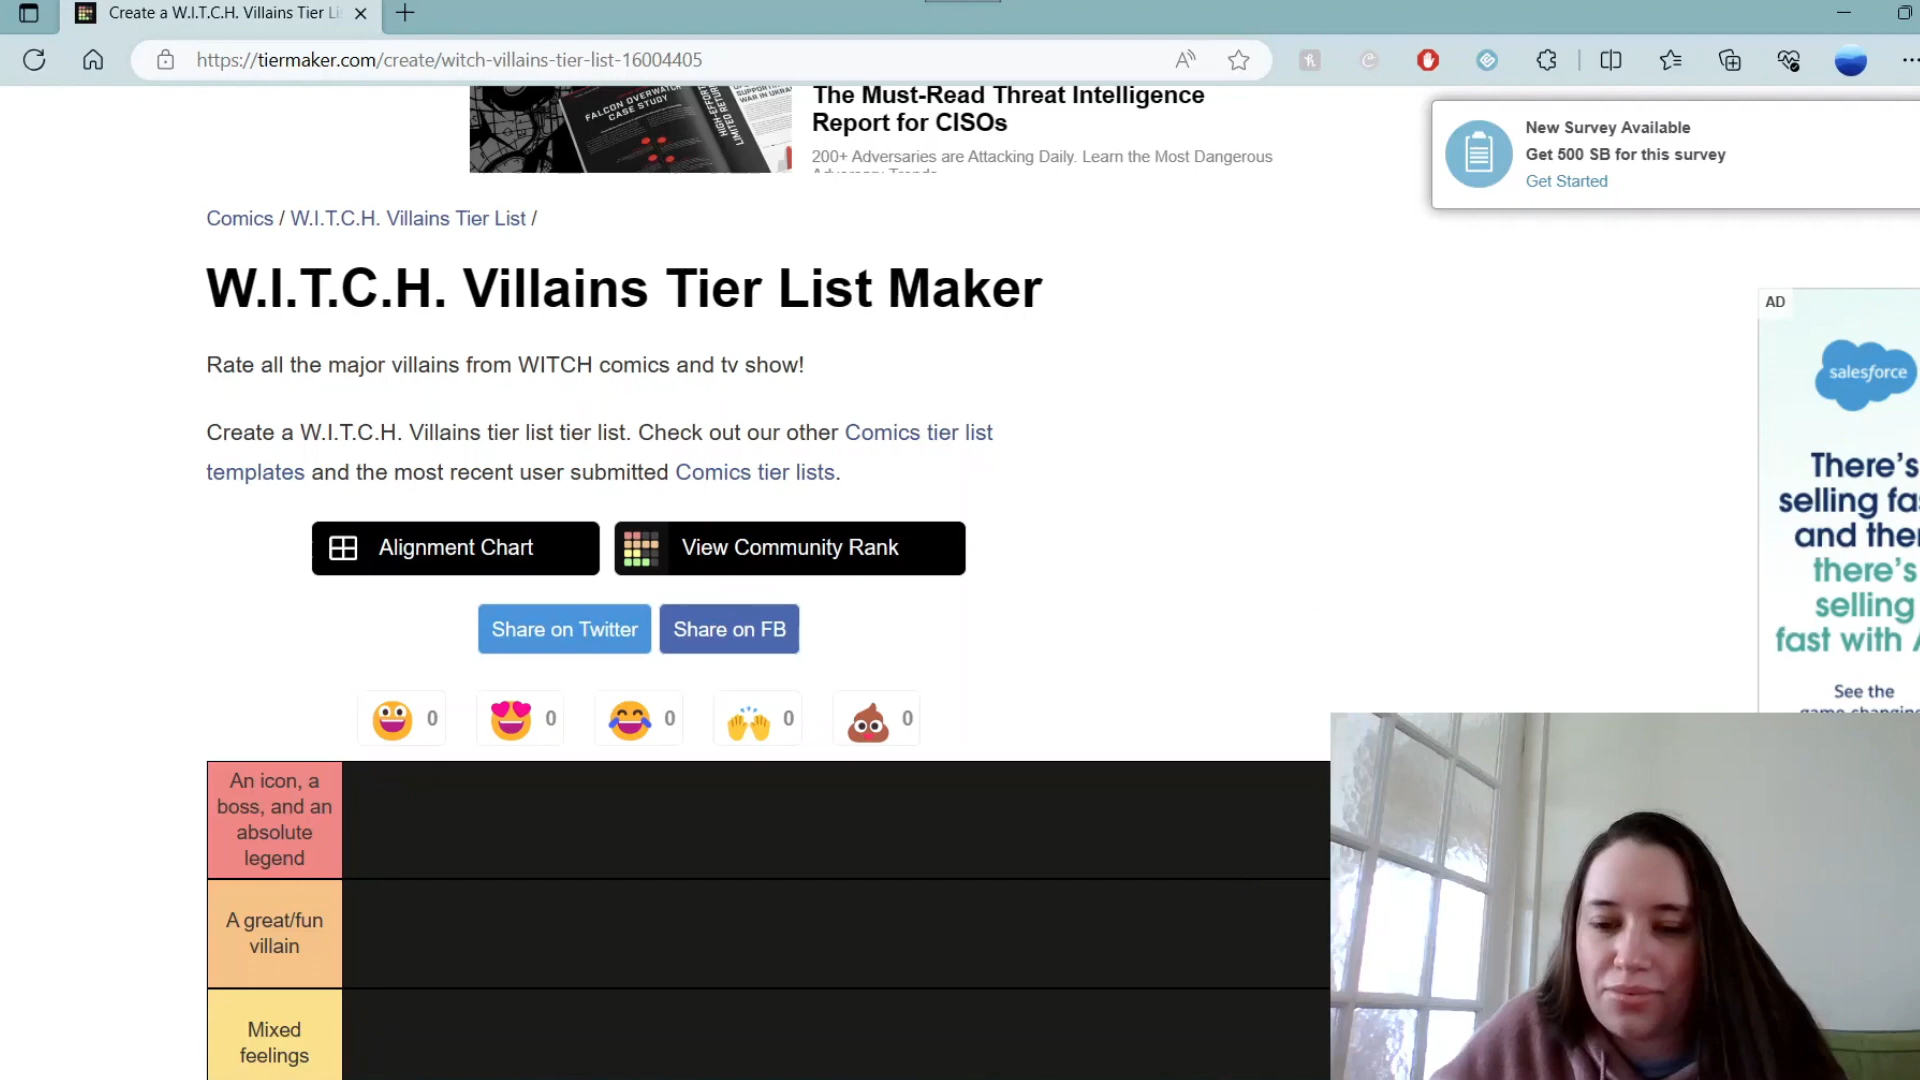 Create a W.I.T.C.H. Villains Tier Li
https://tiermaker.com/create/witch-villains-tier-list-16004405
FALCON OVERWATCH
CASE STUDY
The Must-Read Threat Intelligence
Report for CISOs
200+ Adversaries are Attacking Daily. Learn the Most Dangerous
New Survey Available
Get 500 SB for this survey
Get Started
Comics / W.I.T.C.H. Villains Tier List /
W.I.T.C.H. Villains Tier List Maker
Rate all the major villains from WITCH comics and tv show!
Create a W.I.T.C.H. Villains tier list tier list. Check out our other Comics tier list
templates and the most recent user submitted Comics tier lists.
Alignment Chart
View Community Rank
Share on Twitter
Share on FB
0
0
0
0
0
An icon, a
boss, and an
absolute
legend
A great/fun
villain
Mixed
feelings
AD
salesforce
There's
selling fa
and the
there's
selling
fast with A
See the